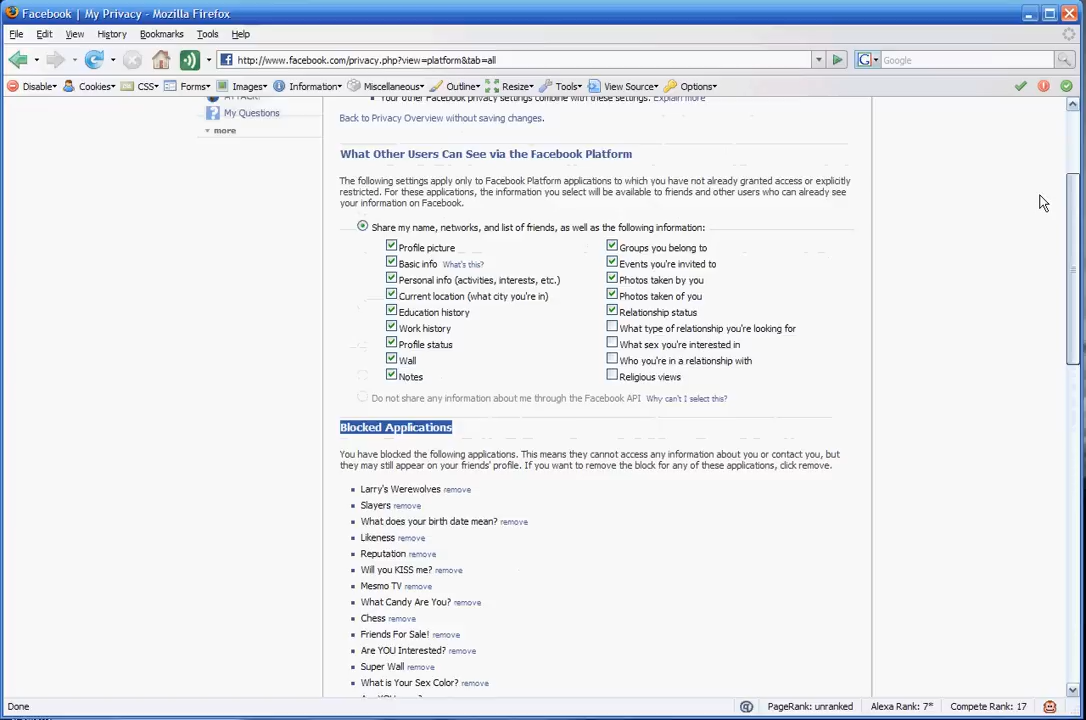 Facebook | My Privacy - Mozilla Firefox
File Edit View History Bookmarks Tools Help
http://www.facebook.com/privacy.php?view=platform&tab=all
Google
Disable Cookies CSS Forms Images Information Miscellaneous Outline Resize Tools View Source Options
Your other Facebook privacy settings combine with these settings. Explain more
My Questions
more
Back to Privacy Overview without saving changes.
What Other Users Can See via the Facebook Platform
The following settings apply only to Facebook Platform applications to which you have not already granted access or explicitly
restricted. For these applications, the information you select will be available to friends and other users who can already see
your information on Facebook.
Share my name, networks, and list of friends, as well as the following information:
Profile picture Groups you belong to
Basic info What's this? Events you're invited to
Personal info (activities, interests, etc.) Photos taken by you
Current location (what city you're in) Photos taken of you
Education history Relationship status
Work history What type of relationship you're looking for
Profile status What sex you're interested in
Wall Who you're in a relationship with
Notes Religious views
Do not share any information about me through the Facebook API Why can't I select this?
Blocked Applications
You have blocked the following applications. This means they cannot access any information about you or contact you, but
they may still appear on your friends' profile. If you want to remove the block for any of these applications, click remove.
Larry's Werewolves remove
Slayers remove
What does your birth date mean? remove
Likeness remove
Reputation remove
Will you KISS me? remove
Mesmo TV remove
What Candy Are You? remove
Chess remove
Friends For Sale! remove
Are YOU Interested? remove
Super Wall remove
What is Your Sex Color? remove
Done PageRank: unranked Alexa Rank: 7* Compete Rank: 17